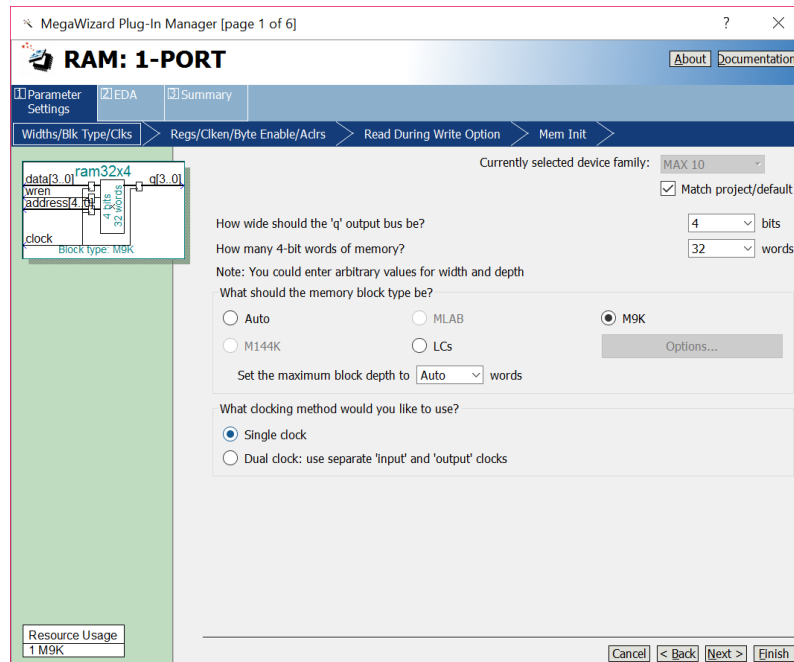 MegaWizard Plug-In Manager [page 1 of 6] ?
RAM: 1-PORT
About Documentation
1 Parameter Settings 2 EDA 3 Summary
Widths/Blk Type/Clks Regs/Clken/Byte Enable/Aclrs Read During Write Option Mem Init
ram32x4
data[3..0] q[3..0]
wren
address[4..0]
4 bits
32 words
clock
Block type: M9K
Currently selected device family: MAX 10
Match project/default
How wide should the 'q' output bus be? 4 bits
How many 4-bit words of memory? 32 words
Note: You could enter arbitrary values for width and depth
What should the memory block type be?
Auto MLAB M9K
M144K LCs Options...
Set the maximum block depth to Auto words
What clocking method would you like to use?
Single clock
Dual clock: use separate 'input' and 'output' clocks
Resource Usage
1 M9K
Cancel < Back Next > Finish